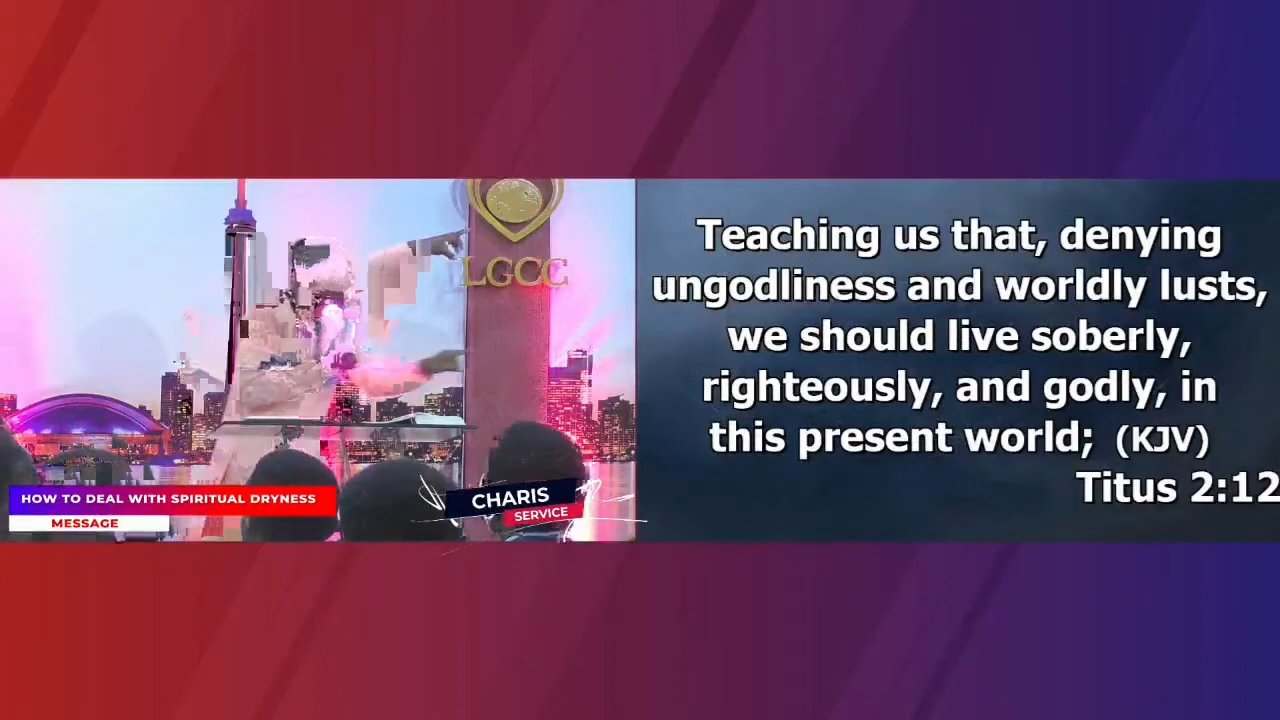 LGCC
HOW TO DEAL WITH SPIRITUAL DRYNESS
MESSAGE
CHARIS
SERVICE
Teaching us that, denying
ungodliness and worldly lusts,
we should live soberly,
righteously, and godly, in
this present world; (KJV)
Titus 2:12